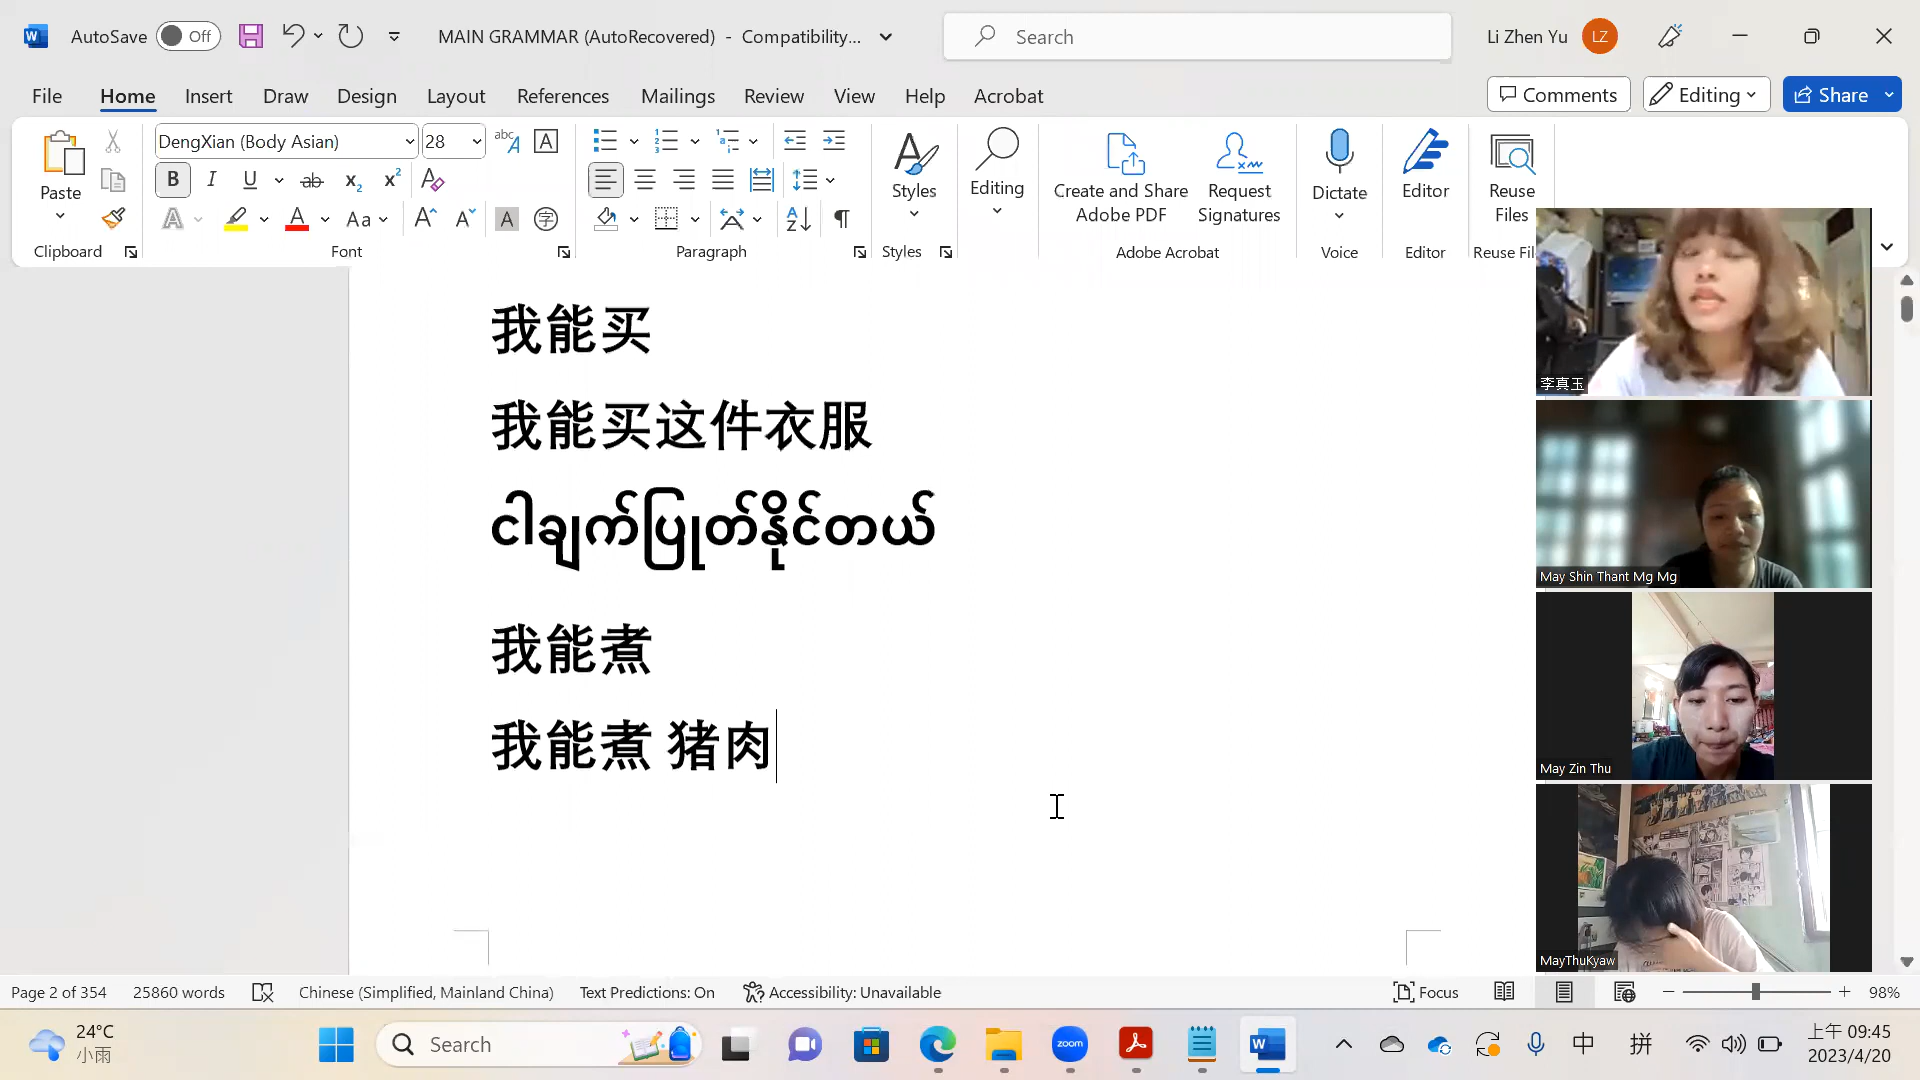 AutoSave Off MAIN GRAMMAR (AutoRecovered) - Compatibility... Search Li Zhen Yu LZ
File Home Insert Draw Design Layout References Mailings Review View Help Acrobat Comments Editing Share
Paste
Clipboard
DengXian (Body Asian) 28
Font
Paragraph
Styles
Styles
Editing
Create and Share
Adobe PDF
Request
Signatures
Adobe Acrobat
Dictate
Voice
Editor
Editor
Reuse
Files
Reuse Fil
我能买
我能买这件衣服
ငါချက်ပြုတ်နိုင်တယ်
我能煮
我能煮 猪肉
李真玉
May Shin Thant Mg Mg
May Zin Thu
MayThuKyaw
Page 2 of 354 25860 words Chinese (Simplified, Mainland China) Text Predictions: On Accessibility: Unavailable Focus 98%
24°C
小雨
Search
zoom
中 拼
上午 09:45
2023/4/20